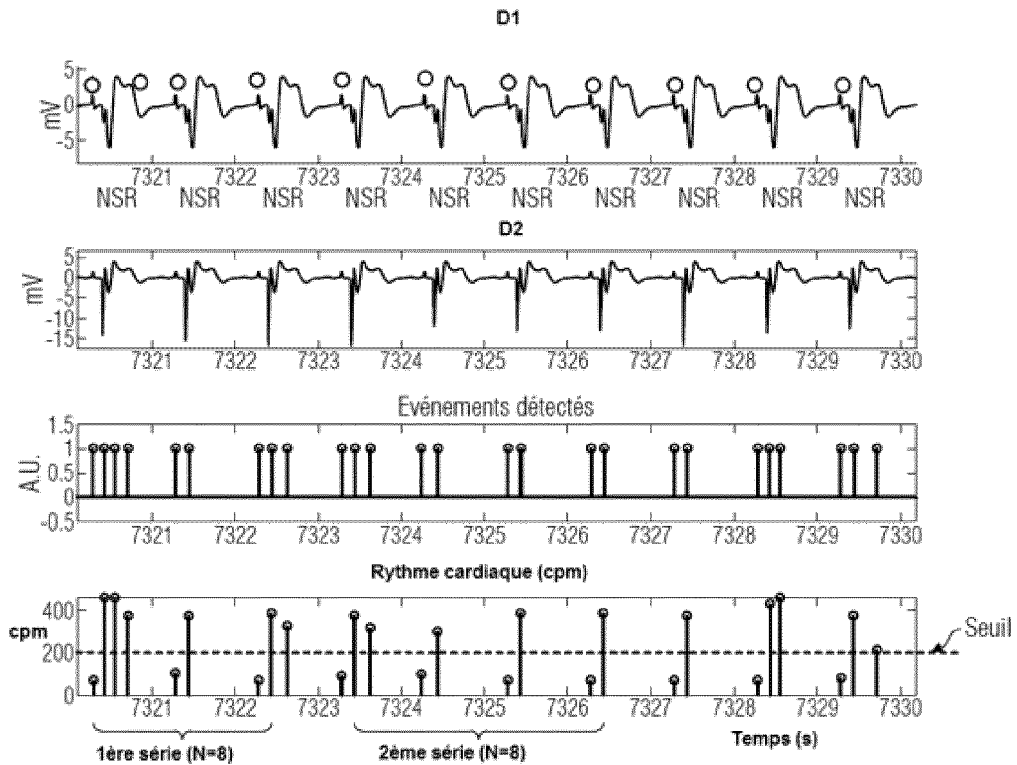 D1
5
0
-5
mV
7321 7322 7323 7324 7325 7326 7327 7328 7329 7330
NSR NSR NSR NSR NSR NSR NSR NSR NSR NSR
D2
5
0
-5
-10
-15
mV
7321 7322 7323 7324 7325 7326 7327 7328 7329 7330
Evénements détectés
1.5
1
0.5
0
-0.5
A.U.
7321 7322 7323 7324 7325 7326 7327 7328 7329 7330
Rythme cardiaque (cpm)
400
cpm
200
0
Seuil
7321 7322 7323 7324 7325 7326 7327 7328 7329 7330
1ère série (N=8) 2ème série (N=8) Temps (s)